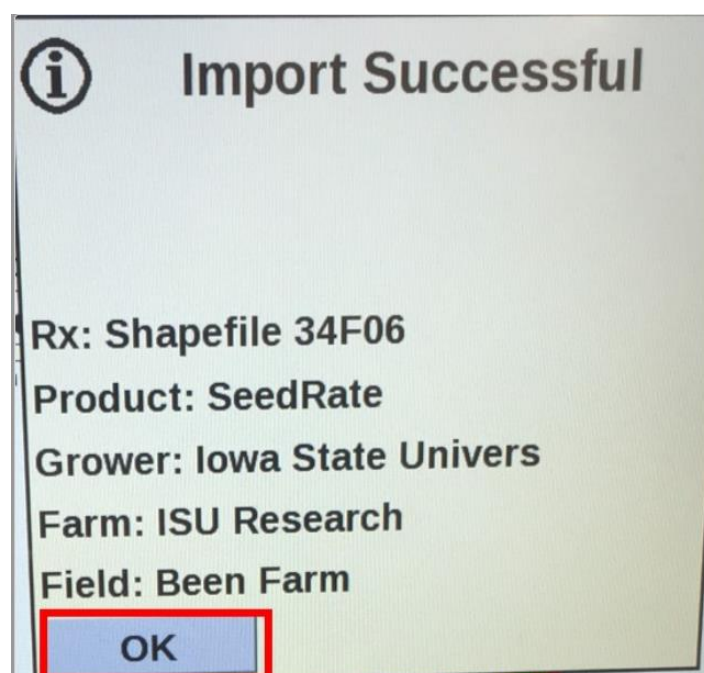 Import Successful
Rx: Shapefile 34F06
Product: SeedRate
Grower: Iowa State Univers
Farm: ISU Research
Field: Been Farm
OK